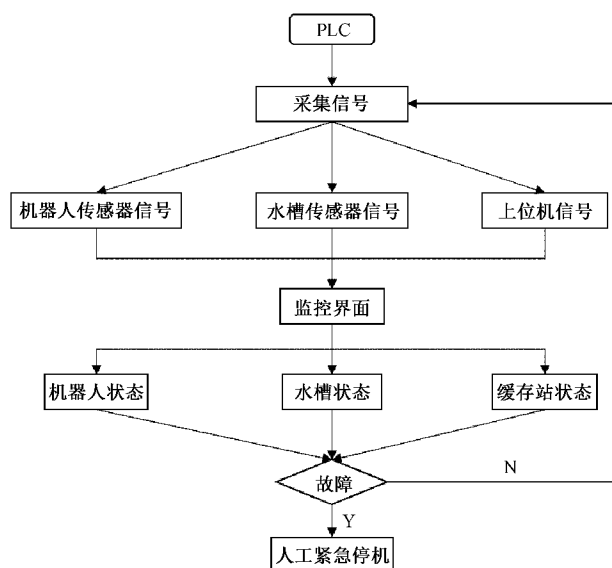 PLC
采集信号
机器人传感器信号
水槽传感器信号
上位机信号
监控界面
机器人状态
水槽状态
缓存站状态
故障
N
Y
人工紧急停机